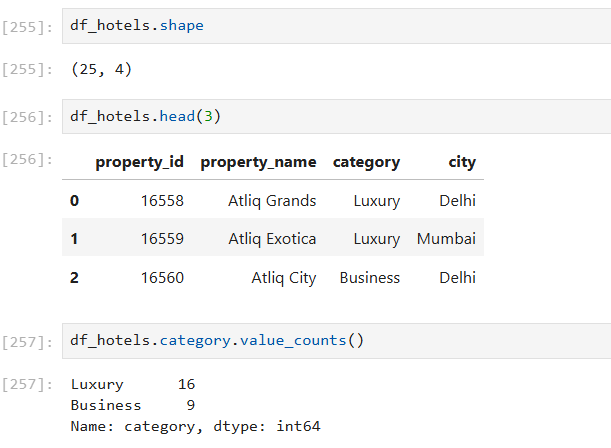 [255]: df_hotels.shape
[255]: (25, 4)
[256]: df_hotels.head(3)
[256]:
property_id property_name category city
0 16558 Atliq Grands Luxury Delhi
1 16559 Atliq Exotica Luxury Mumbai
2 16560 Atliq City Business Delhi
[257]: df_hotels.category.value_counts()
[257]: Luxury 16
Business 9
Name: category, dtype: int64